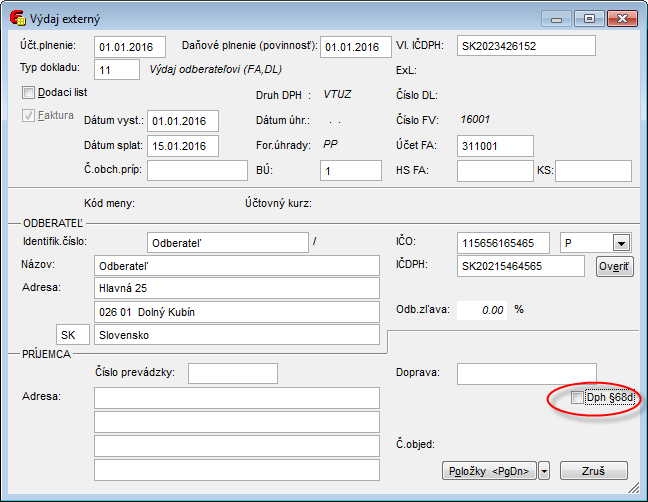 Výdaj externý
Účt.plnenie: 01.01.2016 Daňové plnenie (povinnosť): 01.01.2016 Vl. IČDPH: SK2023426152
Typ dokladu: 11 Výdaj odberateľovi (FA,DL) ExL:
Dodaci list Druh DPH : VTUZ Číslo DL:
Faktura Dátum vyst.: 01.01.2016 Dátum úhr.: . . Číslo FV: 16001
Dátum splat: 15.01.2016 For.úhrady: PP Účet FA: 311001
Č.obch.príp: BÚ: 1 HS FA: KS:
Kód meny: Účtovný kurz:
ODBERATEĽ
Identifik.číslo: Odberateľ / IČO: 115656165465 P
Názov: Odberateľ IČDPH: SK20215464565 Overiť
Adresa: Hlavná 25
026 01 Dolný Kubín Odb.zľava: 0.00 %
SK Slovensko
PRÍJEMCA
Číslo prevádzky: Doprava:
Adresa: Dph §68d
Č.objed:
Položky <PgDn> Zruš